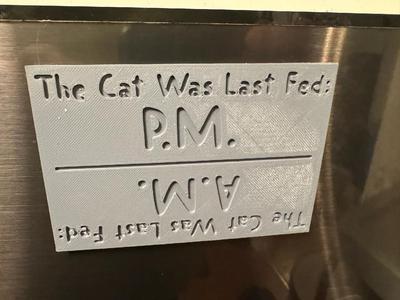 The Cat Was Last Fed:
P.M.
A.M.
The Cat Was Last Fed: